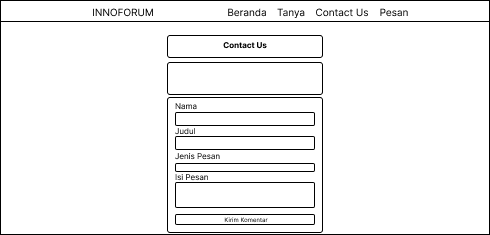 INNOFORUM Beranda Tanya Contact Us Pesan
Contact Us
Nama
Judul
Jenis Pesan
Isi Pesan
Kirim Komentar